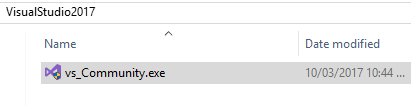 VisualStudio2017
Name Date modified
vs_Community.exe 10/03/2017 10:44 ...